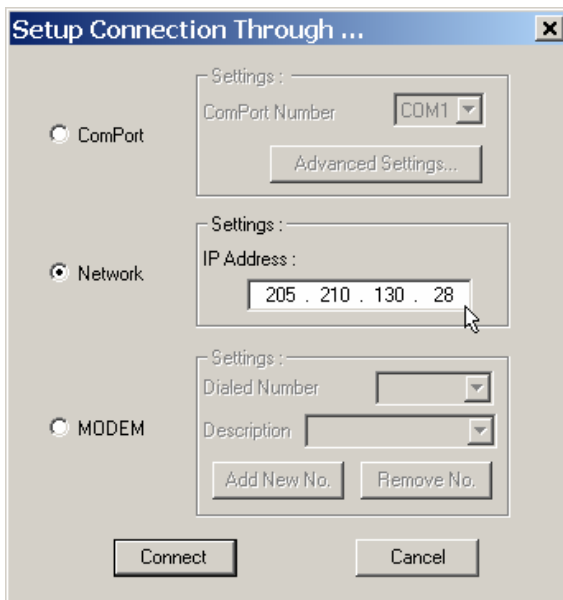 Setup Connection Through ...
Settings :
ComPort
ComPort Number COM1
Advanced Settings...
Settings :
Network
IP Address :
205 . 210 . 130 . 28
Settings :
Dialed Number
MODEM
Description
Add New No. Remove No.
Connect Cancel